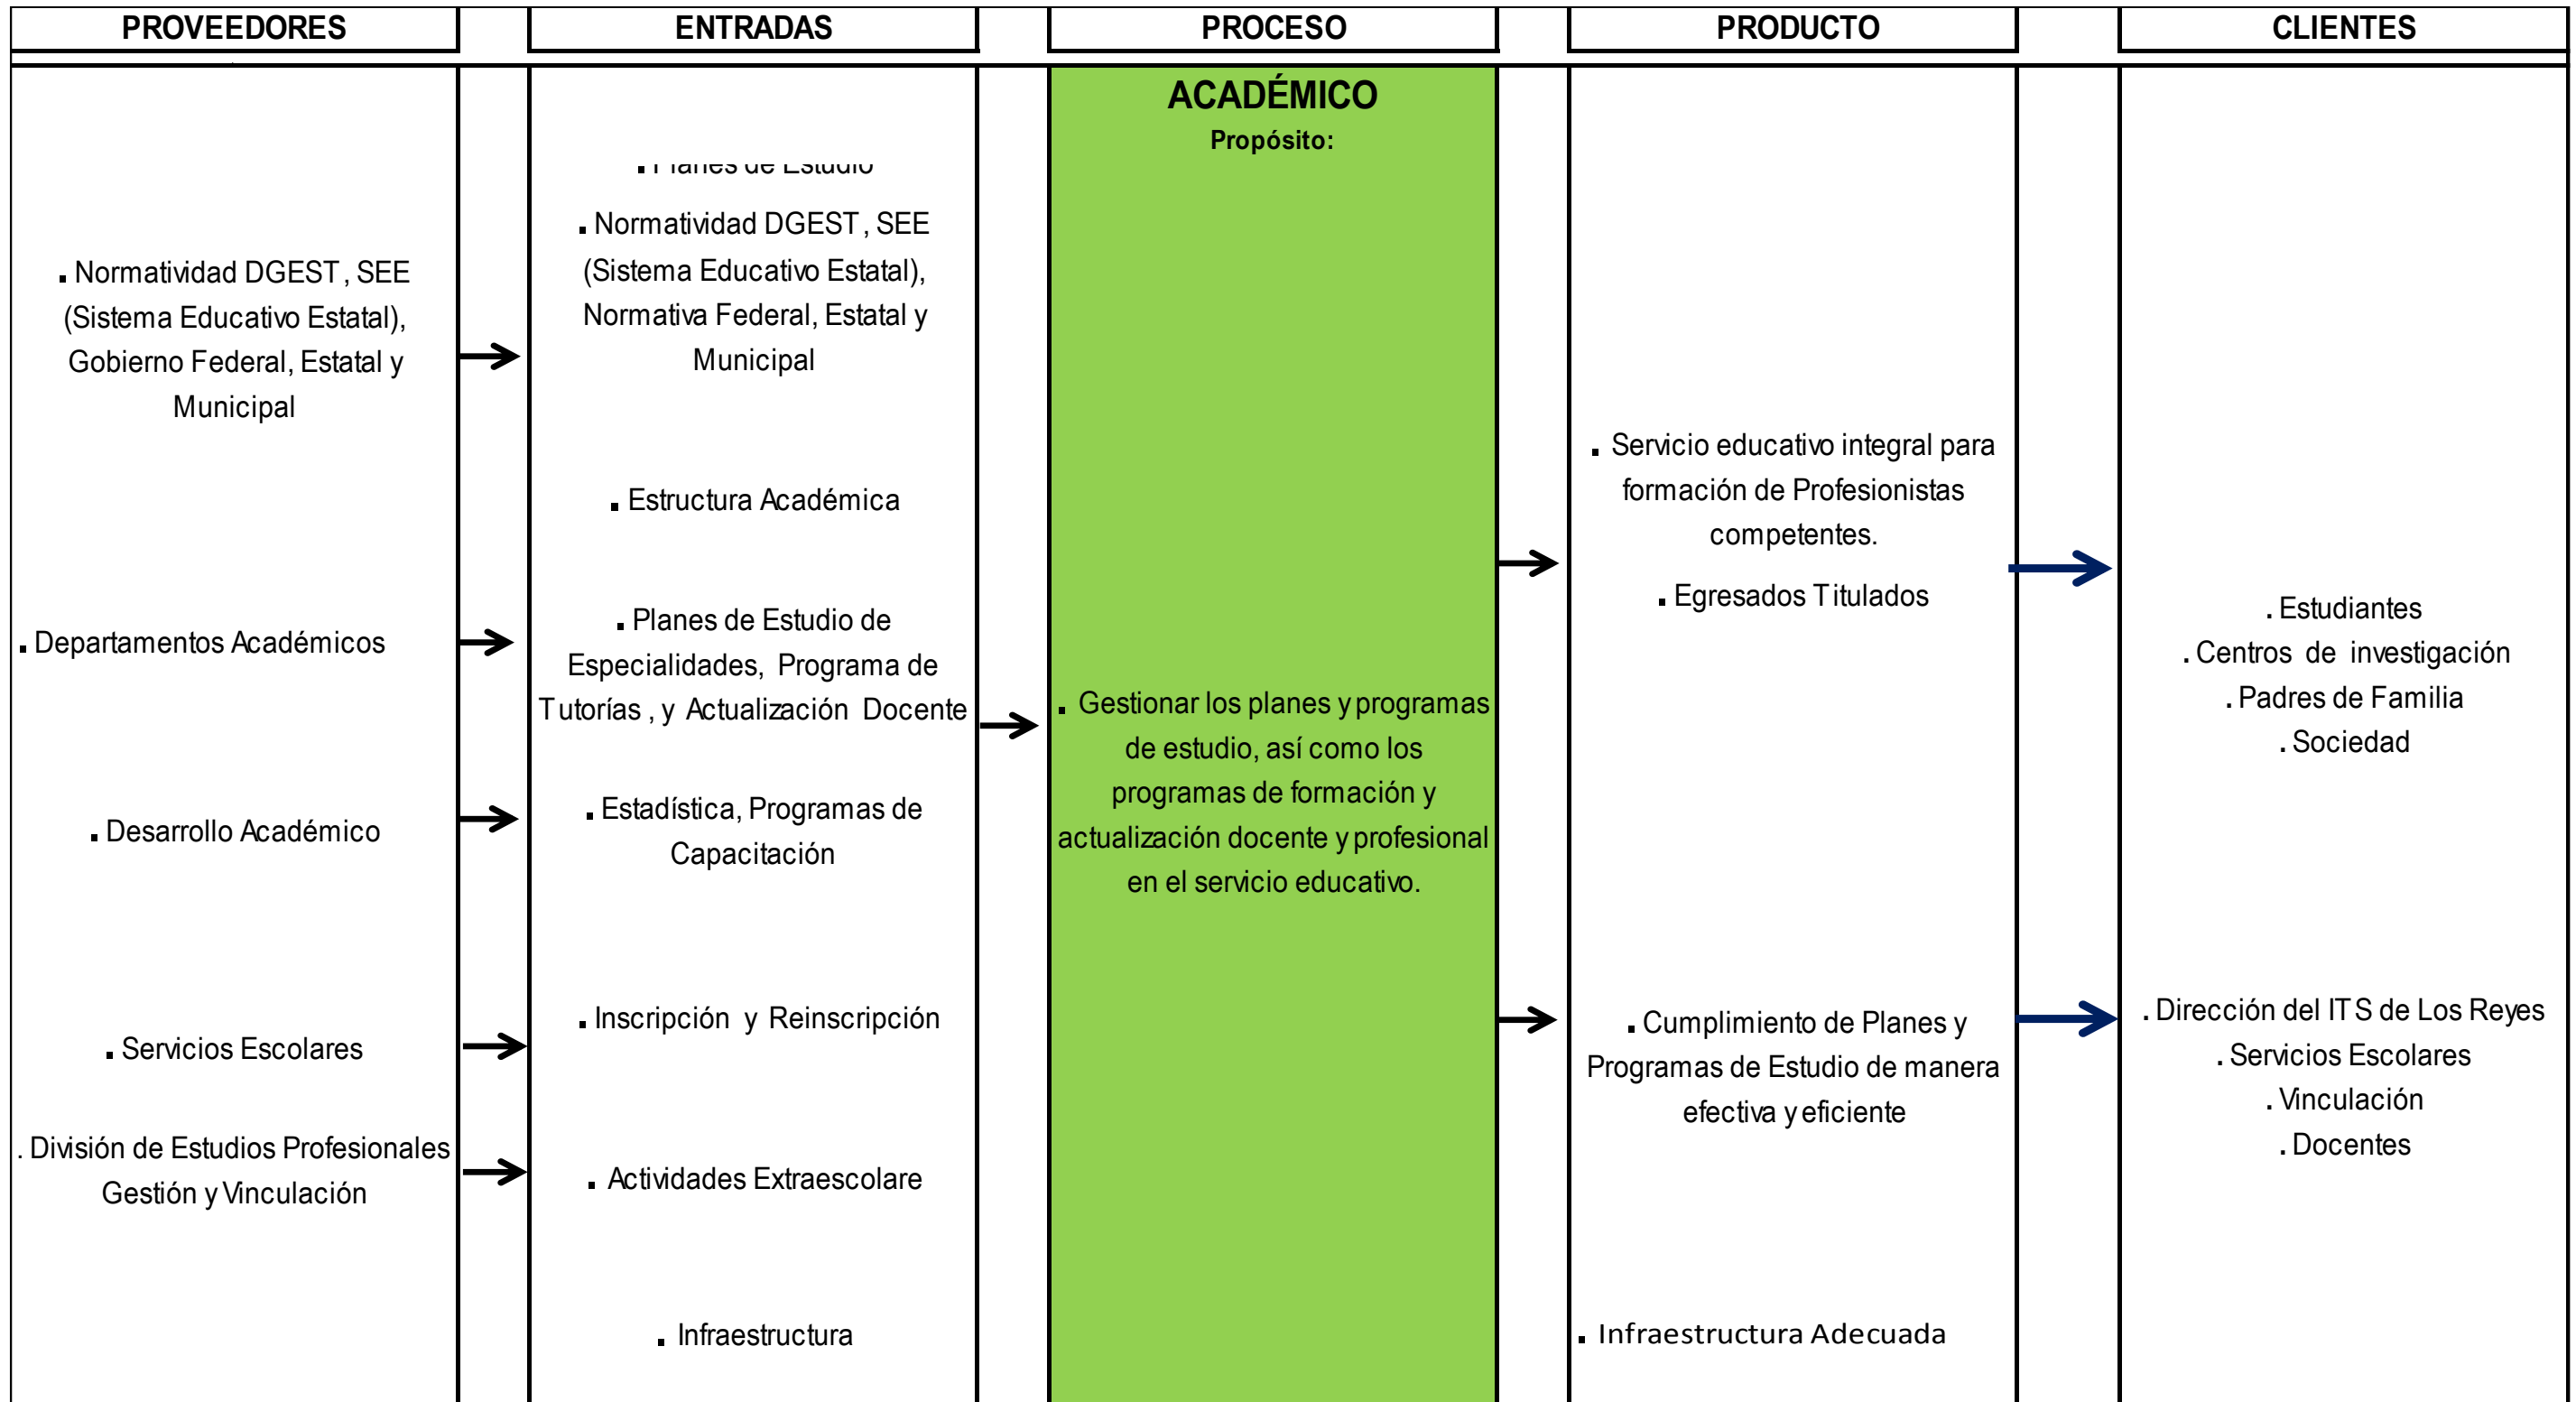 PROVEEDORES
ENTRADAS
PROCESO
PRODUCTO
CLIENTES
. Normatividad DGEST, SEE
(Sistema Educativo Estatal),
Gobierno Federal, Estatal y
Municipal
. Departamentos Académicos
. Desarrollo Académico
. Servicios Escolares
. División de Estudios Profesionales
Gestión y Vinculación
. Planes de Estudio
. Normatividad DGEST, SEE
(Sistema Educativo Estatal),
Normativa Federal, Estatal y
Municipal
. Estructura Académica
. Planes de Estudio de
Especialidades, Programa de
Tutorías , y Actualización Docente
. Estadística, Programas de
Capacitación
. Inscripción y Reinscripción
. Actividades Extraescolare
. Infraestructura
ACADÉMICO
Propósito:
. Gestionar los planes y programas
de estudio, así como los
programas de formación y
actualización docente y profesional
en el servicio educativo.
. Servicio educativo integral para
formación de Profesionistas
competentes.
. Egresados Titulados
. Cumplimiento de Planes y
Programas de Estudio de manera
efectiva y eficiente
. Infraestructura Adecuada
. Estudiantes
. Centros de investigación
. Padres de Familia
. Sociedad
. Dirección del ITS de Los Reyes
. Servicios Escolares
. Vinculación
. Docentes